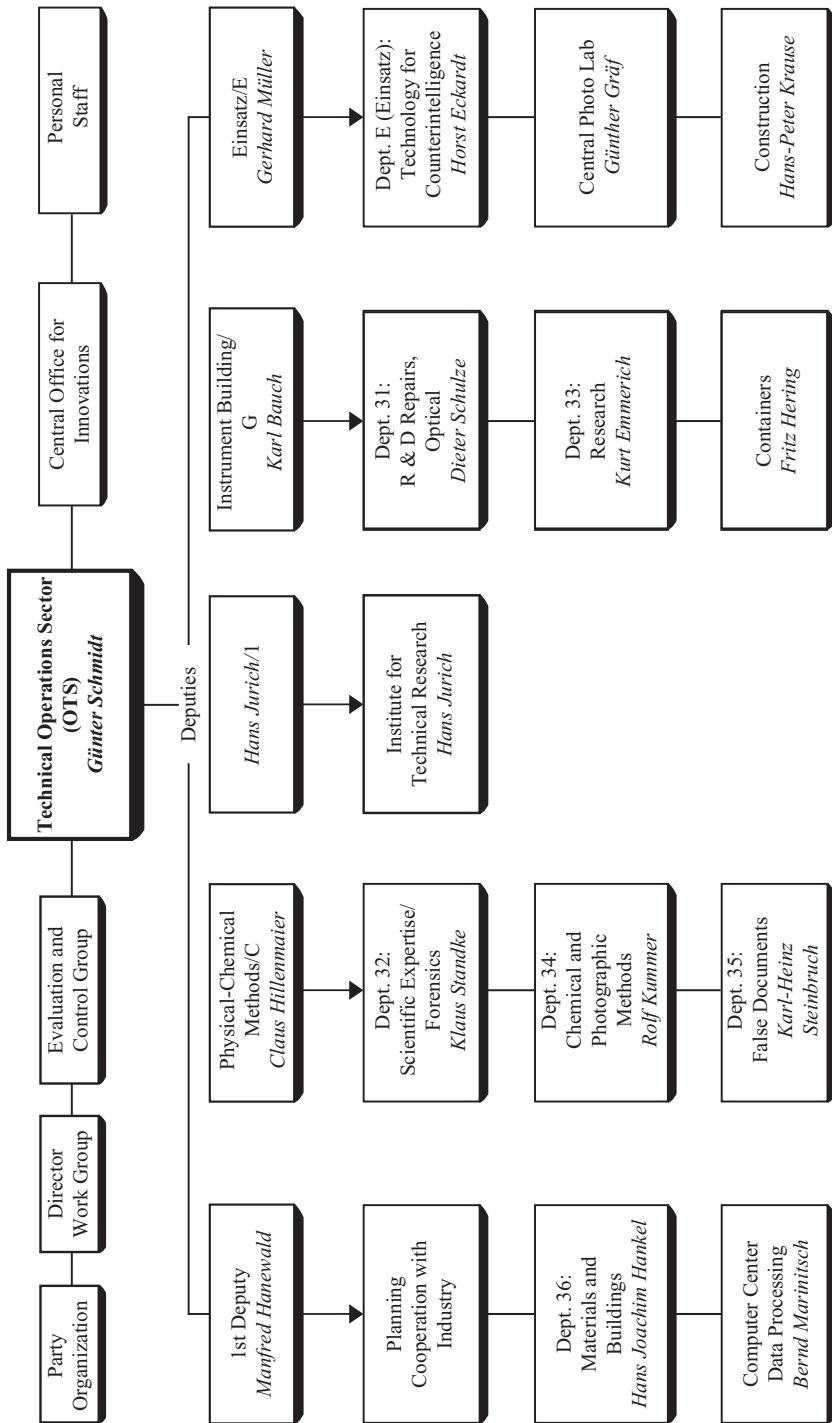 Party
Organization
Director
Work Group
Evaluation and
Control Group
Technical Operations Sector
(OTS)
Günter Schmidt
Central Office for
Innovations
Personal
Staff
Deputies
1st Deputy
Manfred Hanewald
Physical-Chemical
Methods/C
Claus Hillenmaier
Hans Jurich/1
Instrument Building/
G
Karl Bauch
Einsatz/E
Gerhard Müller
Planning
Cooperation with
Industry
Dept. 32:
Scientific Expertise/
Forensics
Klaus Standke
Institute for
Technical Research
Hans Jurich
Dept. 31:
R & D Repairs,
Optical
Dieter Schulze
Dept. E (Einsatz):
Technology for
Counterintelligence
Horst Eckardt
Dept. 36:
Materials and
Buildings
Hans Joachim Hankel
Dept. 34:
Chemical and
Photographic
Methods
Rolf Kummer
Dept. 33:
Research
Kurt Emmerich
Central Photo Lab
Günther Gräf
Computer Center
Data Processing
Bernd Marinitsch
Dept. 35:
False Documents
Karl-Heinz
Steinbruch
Containers
Fritz Hering
Construction
Hans-Peter Krause